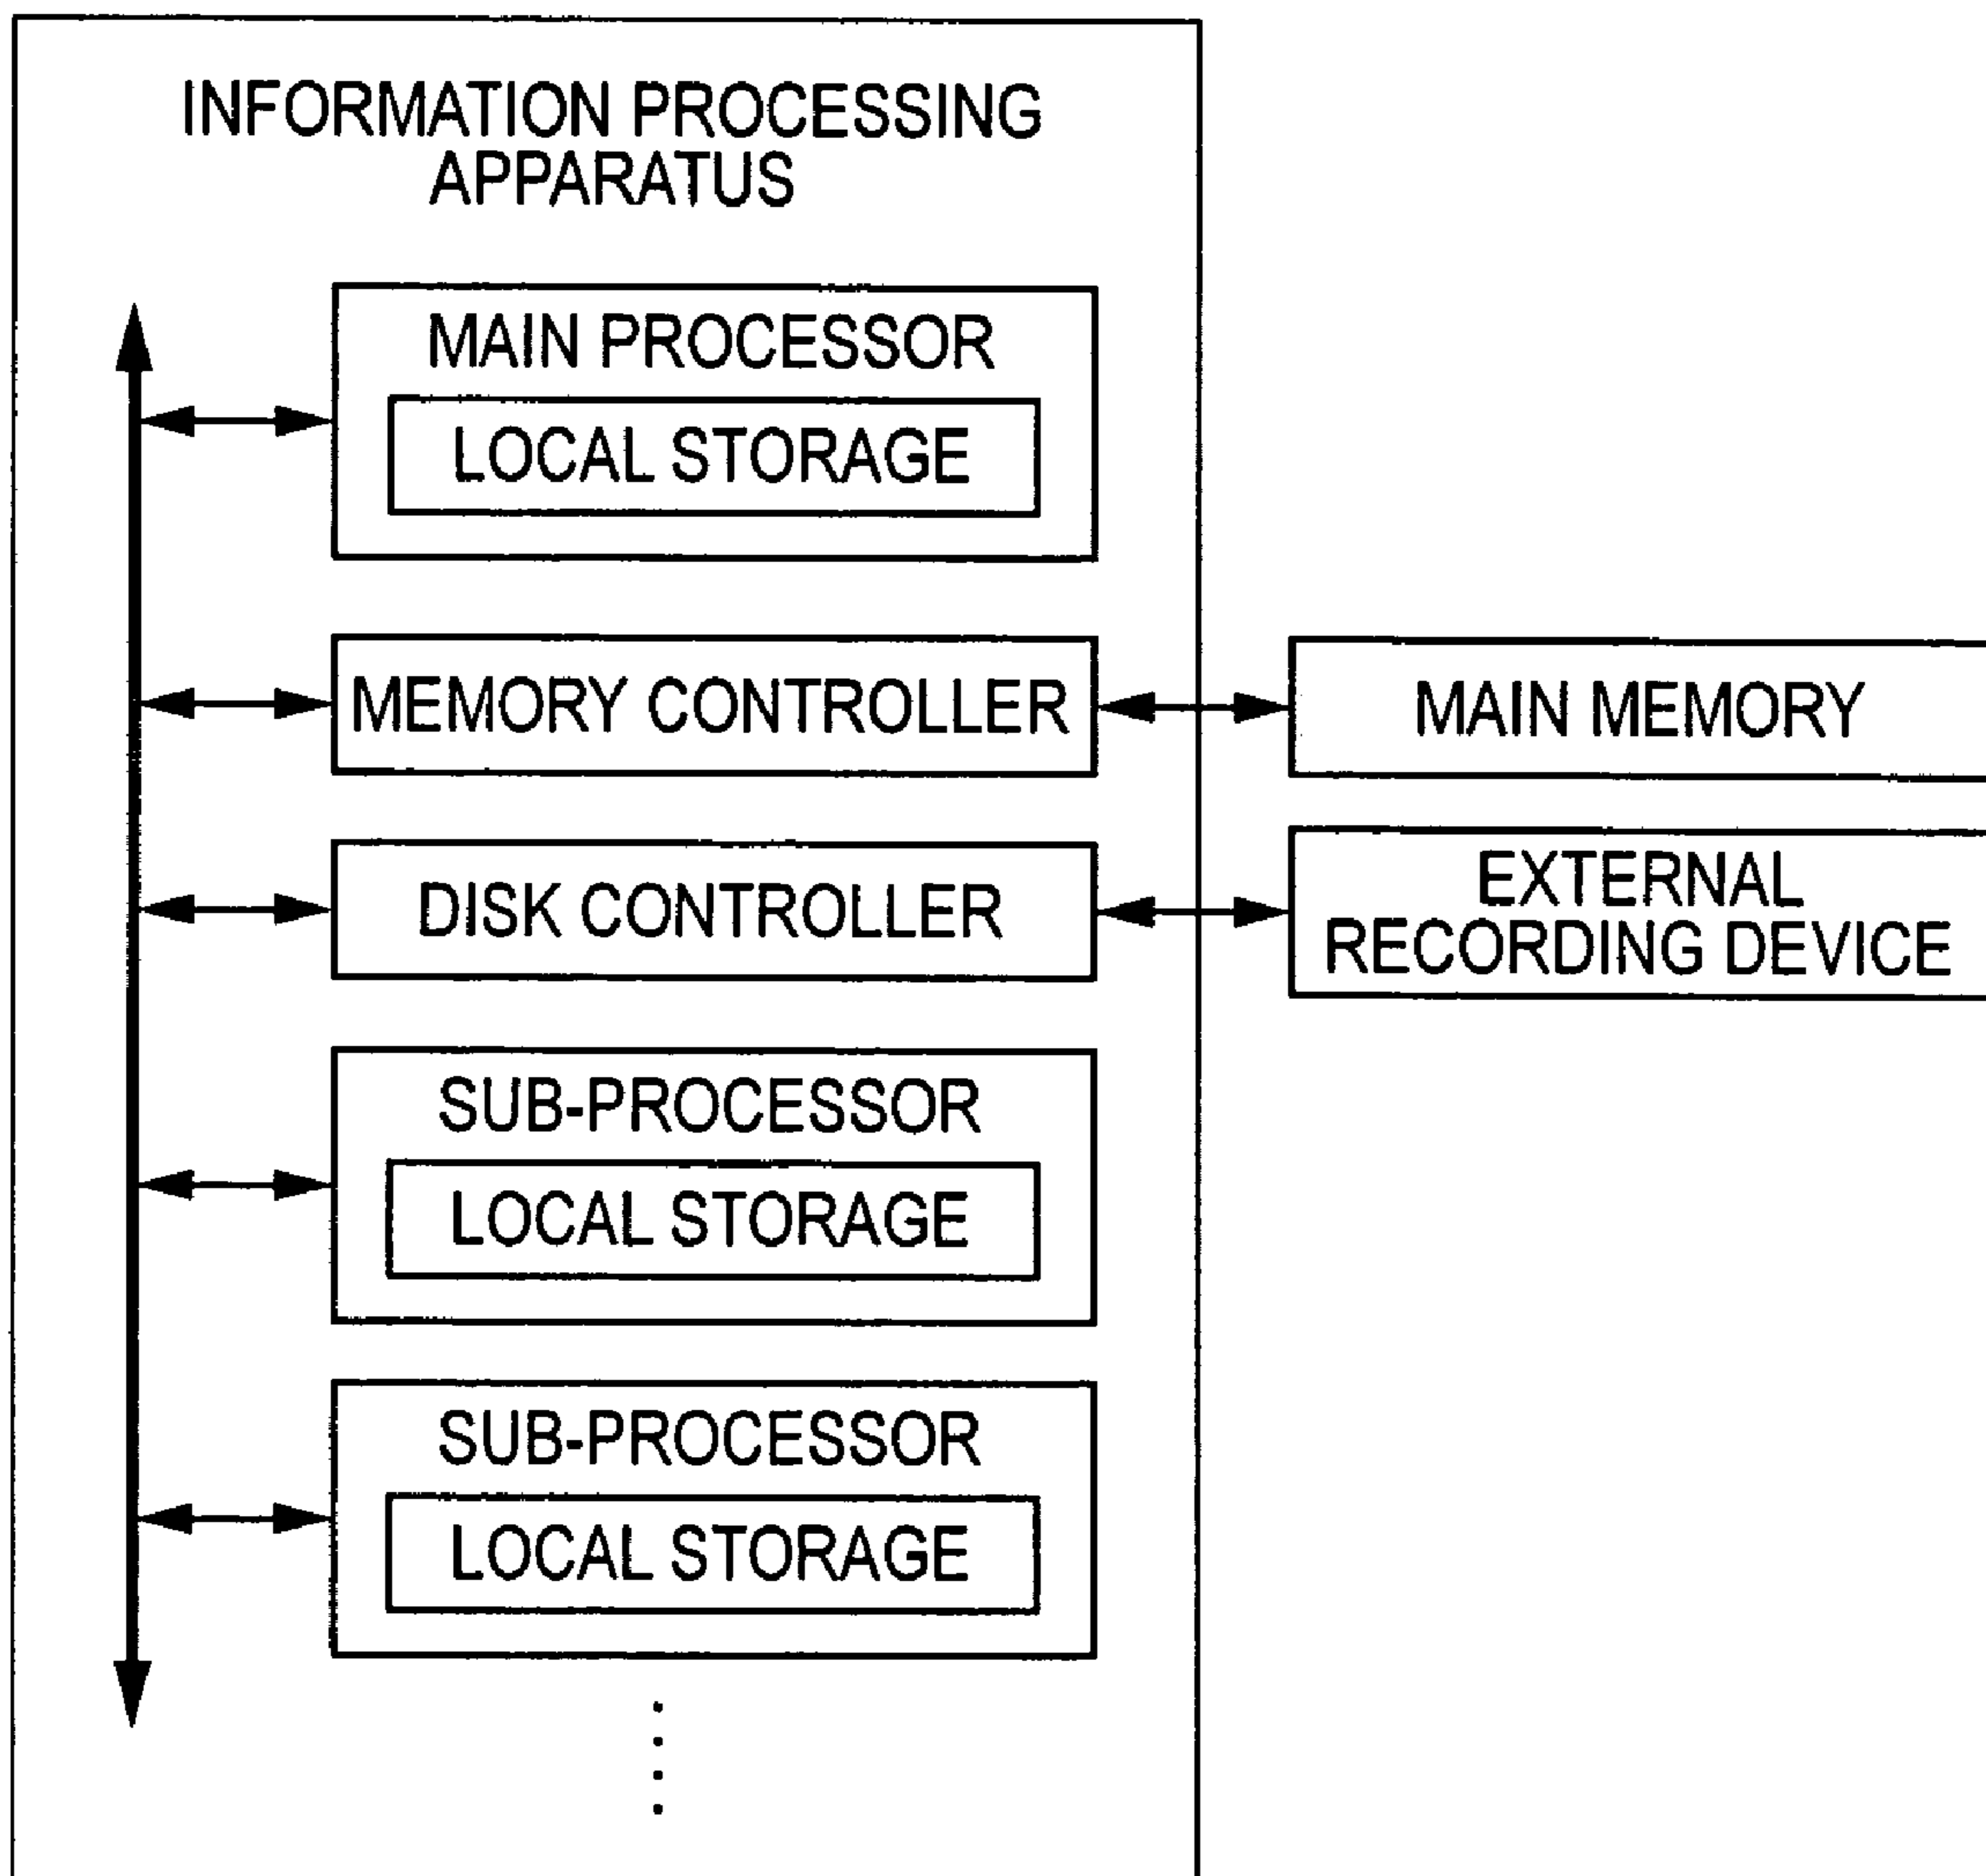 INFORMATION PROCESSING
APPARATUS
MAIN PROCESSOR
LOCAL STORAGE
MEMORY CONTROLLER
MAIN MEMORY
DISK CONTROLLER
EXTERNAL
RECORDING DEVICE
SUB-PROCESSOR
LOCAL STORAGE
SUB-PROCESSOR
LOCAL STORAGE